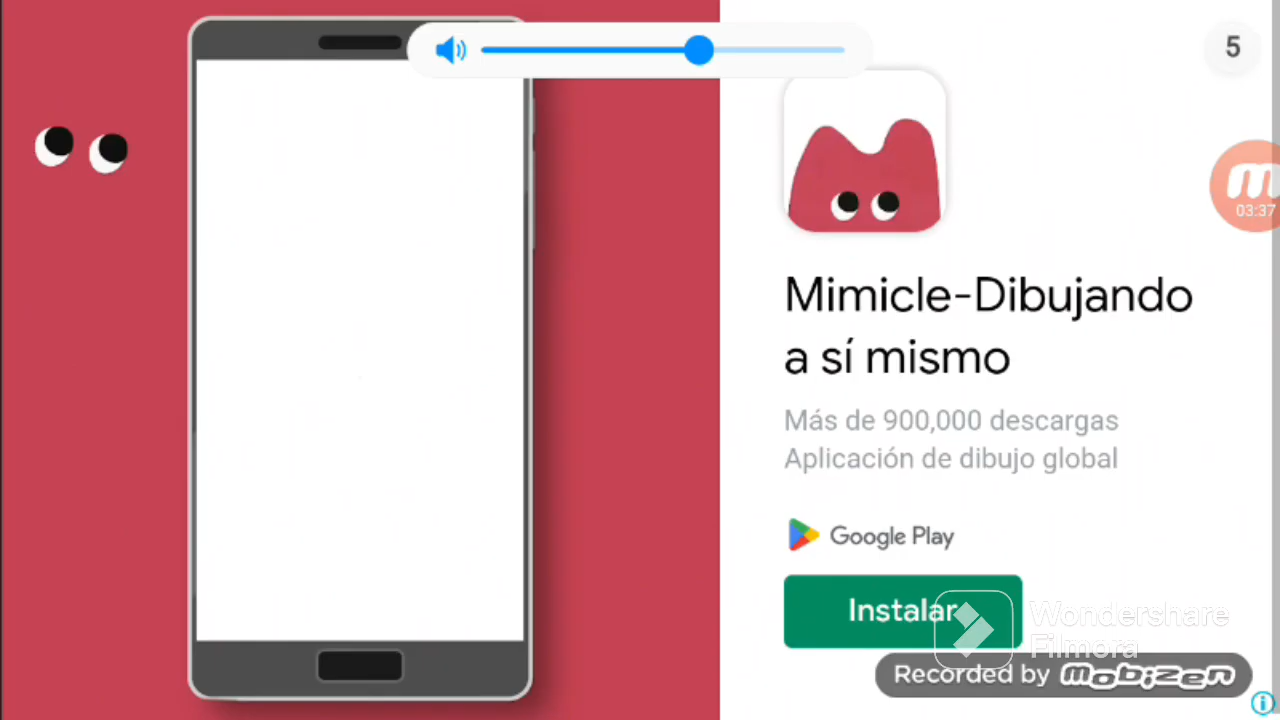 5
03:37
Mimicle-Dibujando
a sí mismo
Más de 900,000 descargas
Aplicación de dibujo global
Google Play
Instalar
Wondershare
Filmora
Recorded by mobizen